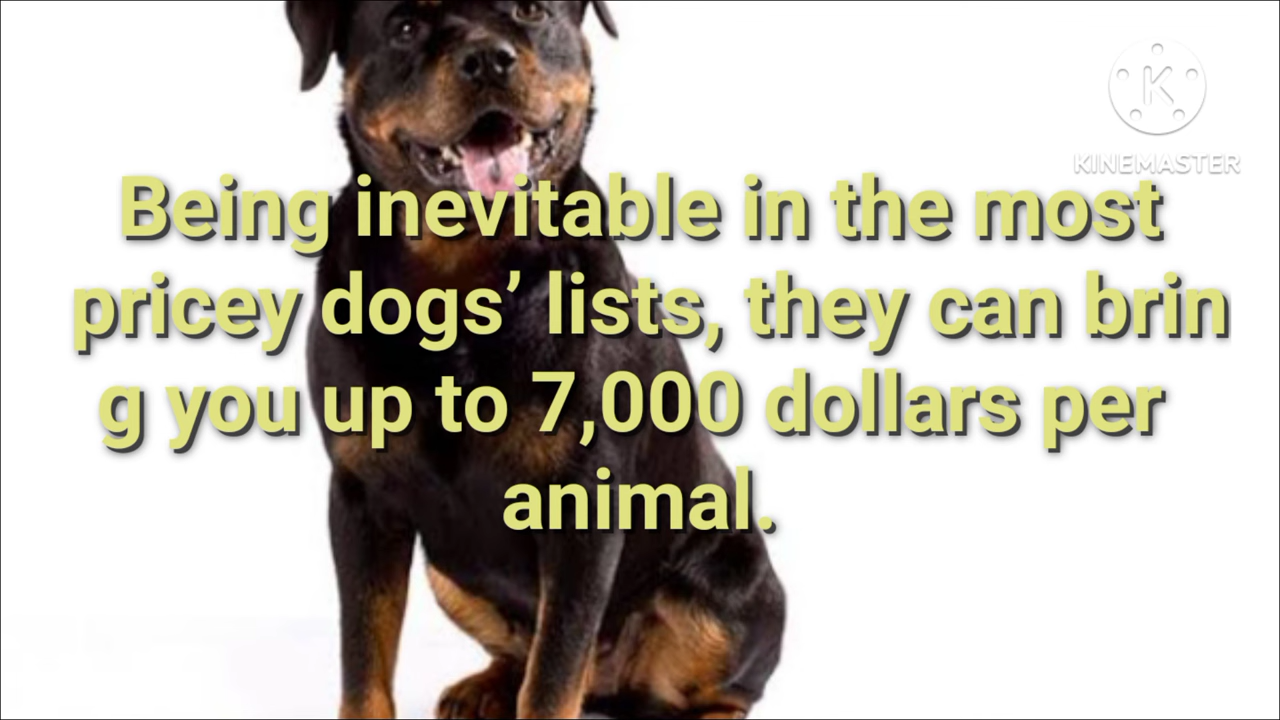 K
KINEMASTER
Being inevitable in the most
pricey dogs’ lists, they can brin
g you up to 7,000 dollars per
animal.